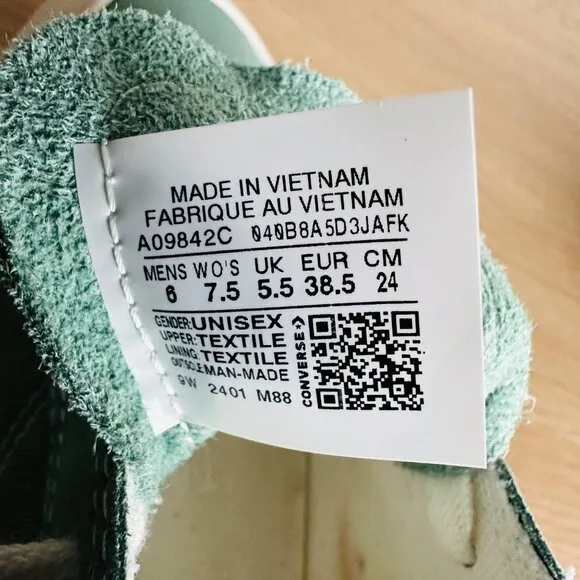 MADE IN VIETNAM
FABRIQUE AU VIETNAM
A09842C 040B8A5D3JAFK
MENS WO'S UK EUR CM
6 7.5 5.5 38.5 24
GENDER:UNISEX
UPPER:TEXTILE
LINING TEXTILE
OUTSOLE:MAN-MADE
9W 2401 M88
CONVERSE